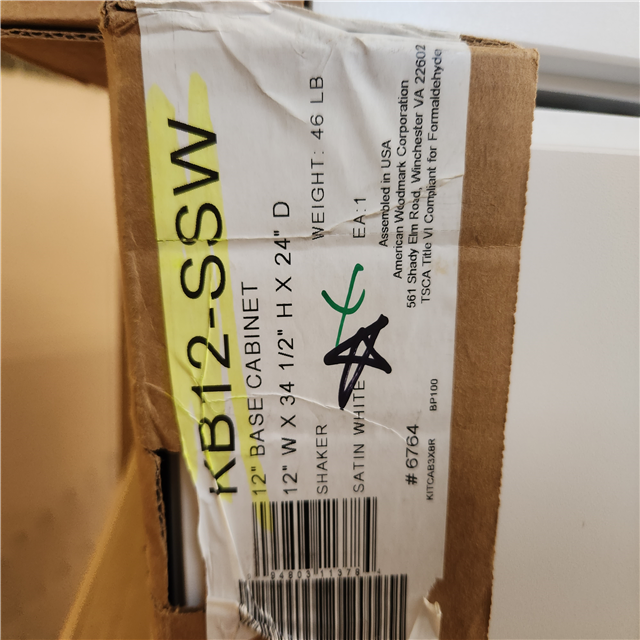 KB12-SSW
12" BASE CABINET
12" W X 34 1/2" H X 24" D
SHAKER WEIGHT: 46 LB
SATIN WHITE EA:1
Assembled in USA
American Woodmark Corporation
561 Shady Elm Road, Winchester VA 22602
TSCA Title VI Compliant for Formaldehyde
# 6764
KITCAB3X8R BP100